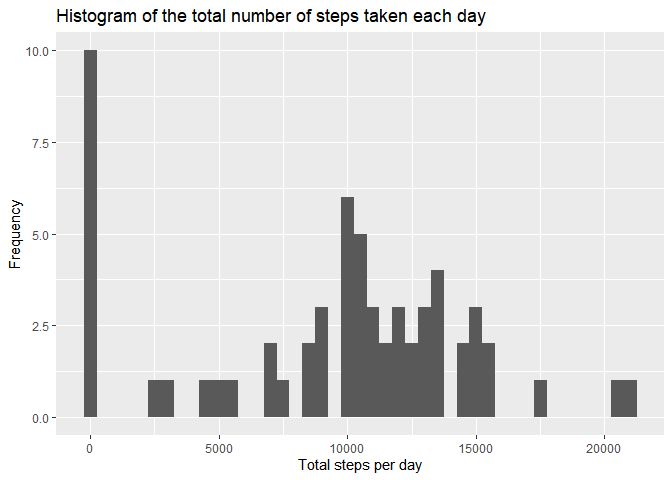 Histogram of the total number of steps taken each day
10.0
7.5
5.0
2.5
0.0
Frequency
0 5000 10000 15000 20000
Total steps per day